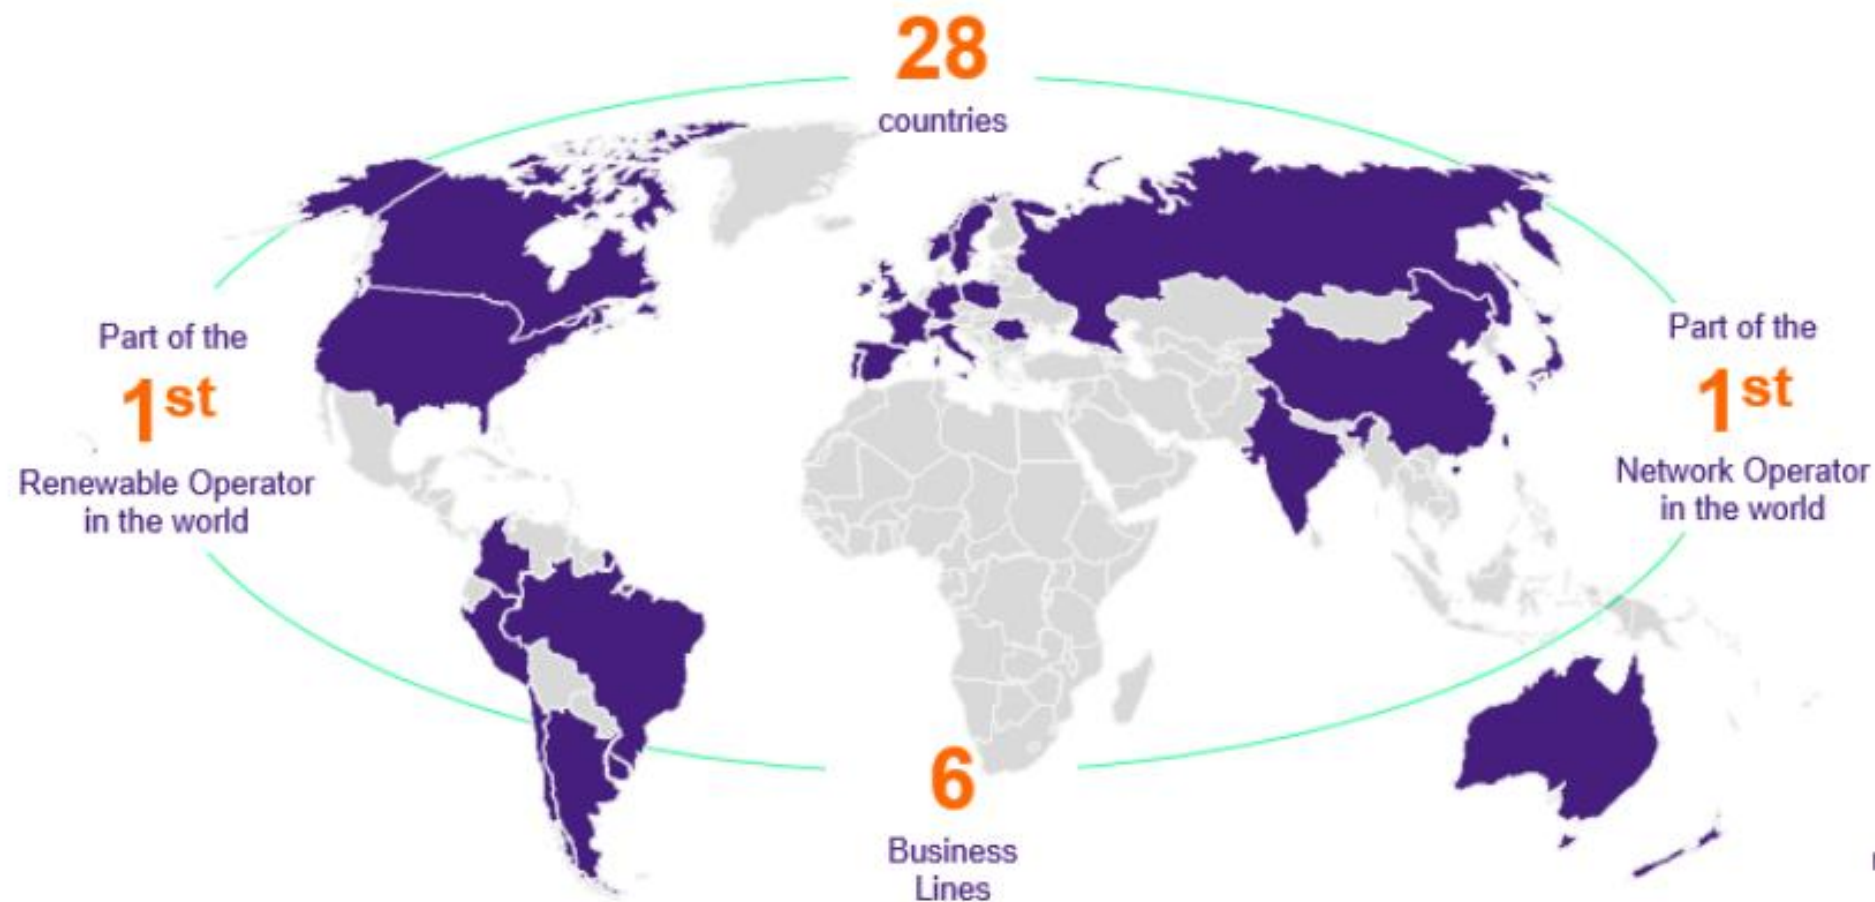 28
countries
Part of the
1st
Renewable Operator
in the world
Part of the
1st
Network Operator
in the world
6
Business
Lines